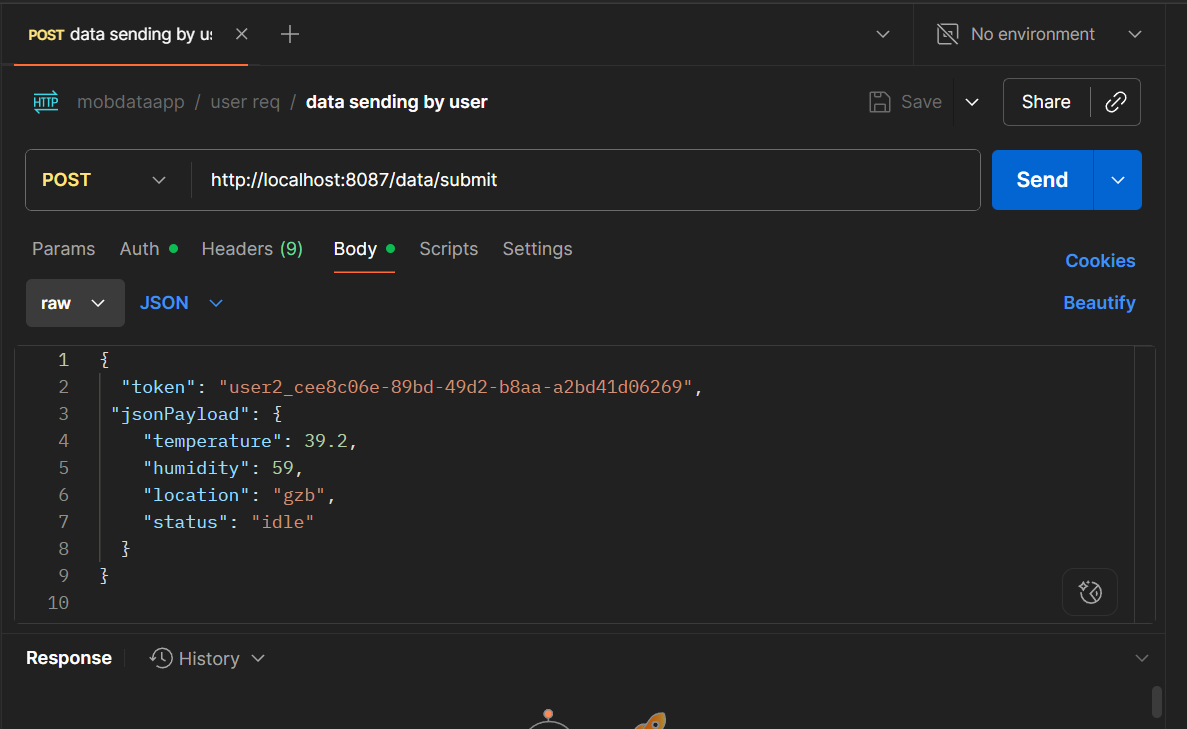 POST data sending by us
No environment
HTTP mobdataapp / user req / data sending by user
Save
Share
POST
http://localhost:8087/data/submit
Send
Params
Auth
Headers (9)
Body
Scripts
Settings
Cookies
raw
JSON
Beautify
1 {
2 "token": "user2_cee8c06e-89bd-49d2-b8aa-a2bd41d06269",
3 "jsonPayload": {
4 "temperature": 39.2,
5 "humidity": 59,
6 "location": "gzb",
7 "status": "idle"
8 }
9 }
10
Response
History